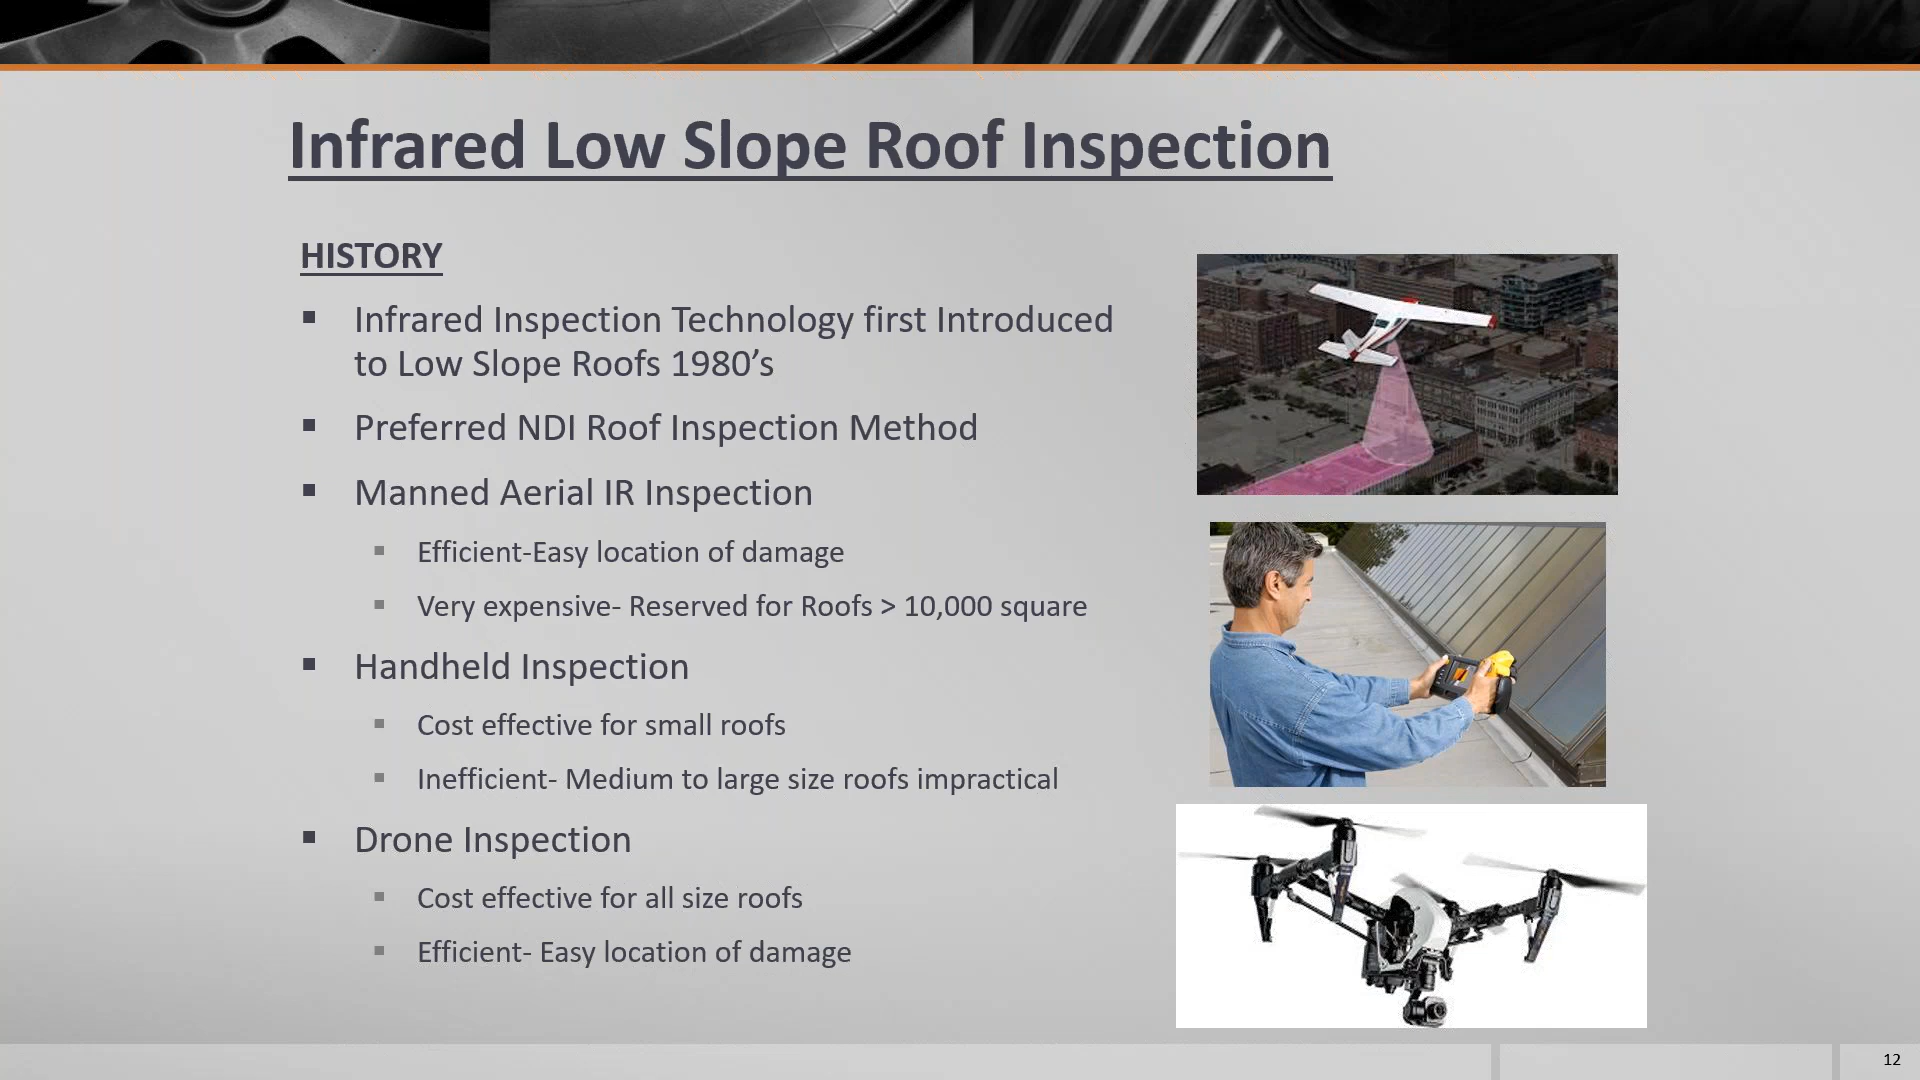 Infrared Low Slope Roof Inspection
HISTORY
Infrared Inspection Technology first Introduced
to Low Slope Roofs 1980’s
Preferred NDI Roof Inspection Method
Manned Aerial IR Inspection
Efficient-Easy location of damage
Very expensive- Reserved for Roofs > 10,000 square
Handheld Inspection
Cost effective for small roofs
Inefficient- Medium to large size roofs impractical
Drone Inspection
Cost effective for all size roofs
Efficient- Easy location of damage
12